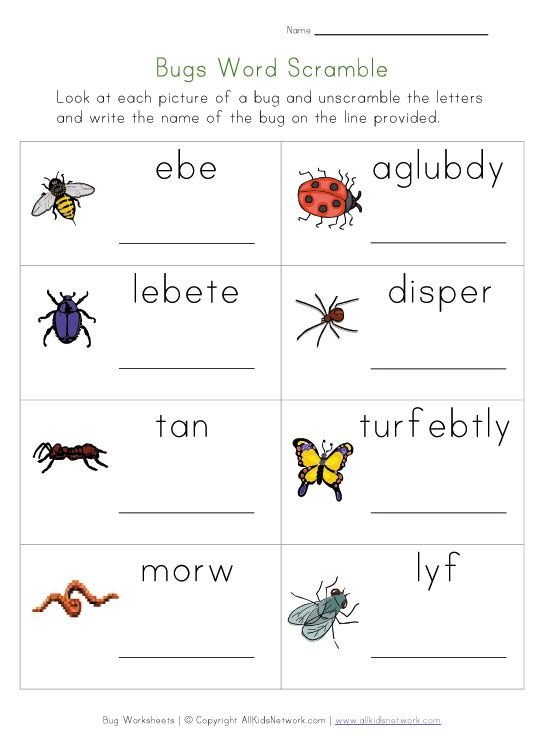 Name
Bugs Word Scramble
Look at each picture of a bug and unscramble the letters
and write the name of the bug on the line provided.
ebe
aglubdy
lebete
disper
tan
turfebtly
morw
lyf
Bug Worksheets | © Copyright AllKidsNetwork.com | www.allkidsnetwork.com